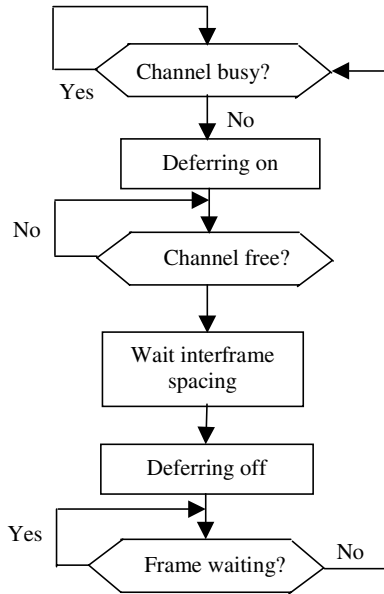 Channel busy?
Yes
No
Deferring on
No
Channel free?
Wait interframe
spacing
Deferring off
Yes
Frame waiting?
No